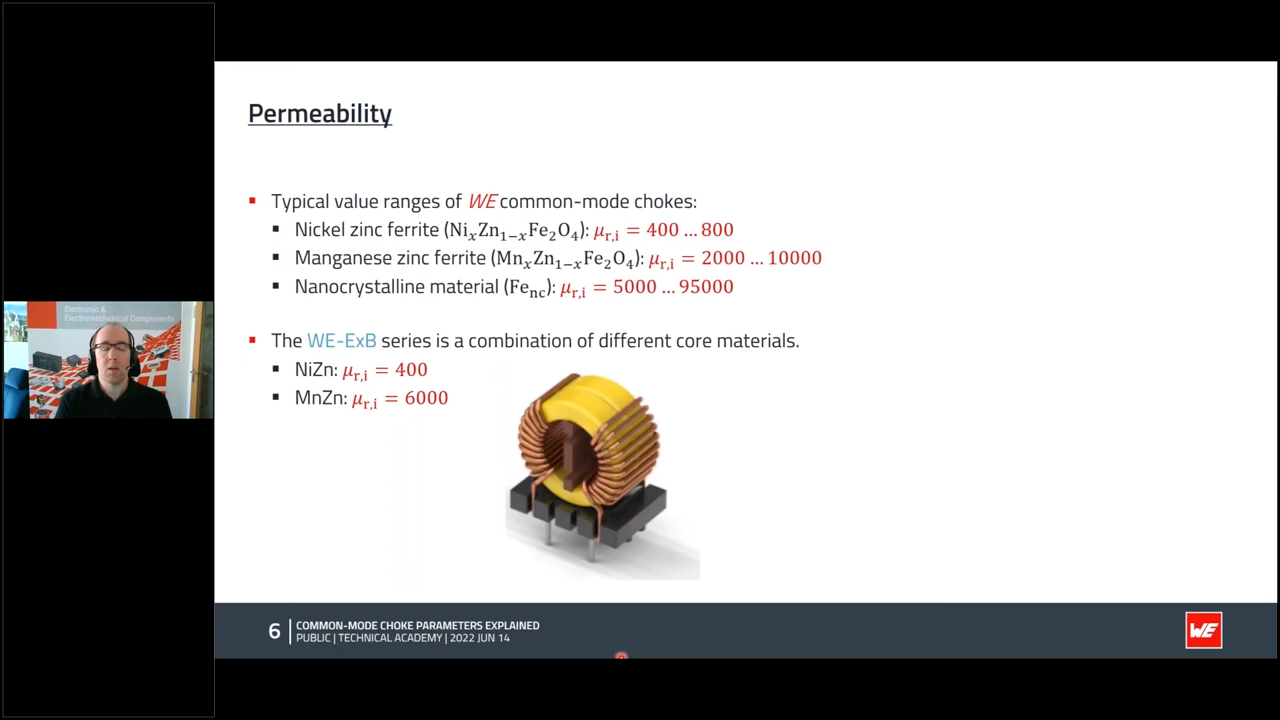 Permeability
Typical value ranges of WE common-mode chokes:
Nickel zinc ferrite (NiₓZn₁₋ₓFe₂O₄): μr,i = 400 … 800
Manganese zinc ferrite (MnₓZn₁₋ₓFe₂O₄): μr,i = 2000 … 10000
Nanocrystalline material (Fenc): μr,i = 5000 … 95000
The WE-ExB series is a combination of different core materials.
NiZn: μr,i = 400
MnZn: μr,i = 6000
Electronic &
Electromechanical Components
6
COMMON-MODE CHOKE PARAMETERS EXPLAINED
PUBLIC | TECHNICAL ACADEMY | 2022 JUN 14
WE